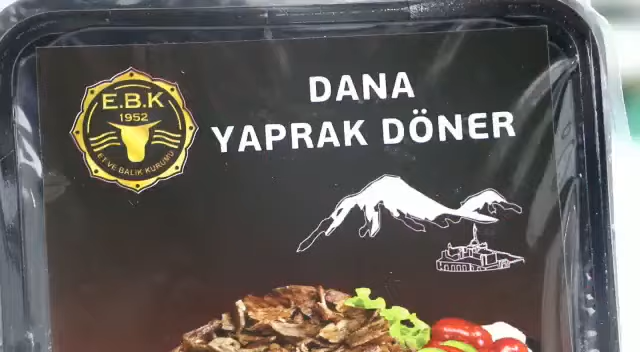 E.B.K
1952
ET VE BALIK KURUMU
DANA
YAPRAK DÖNER